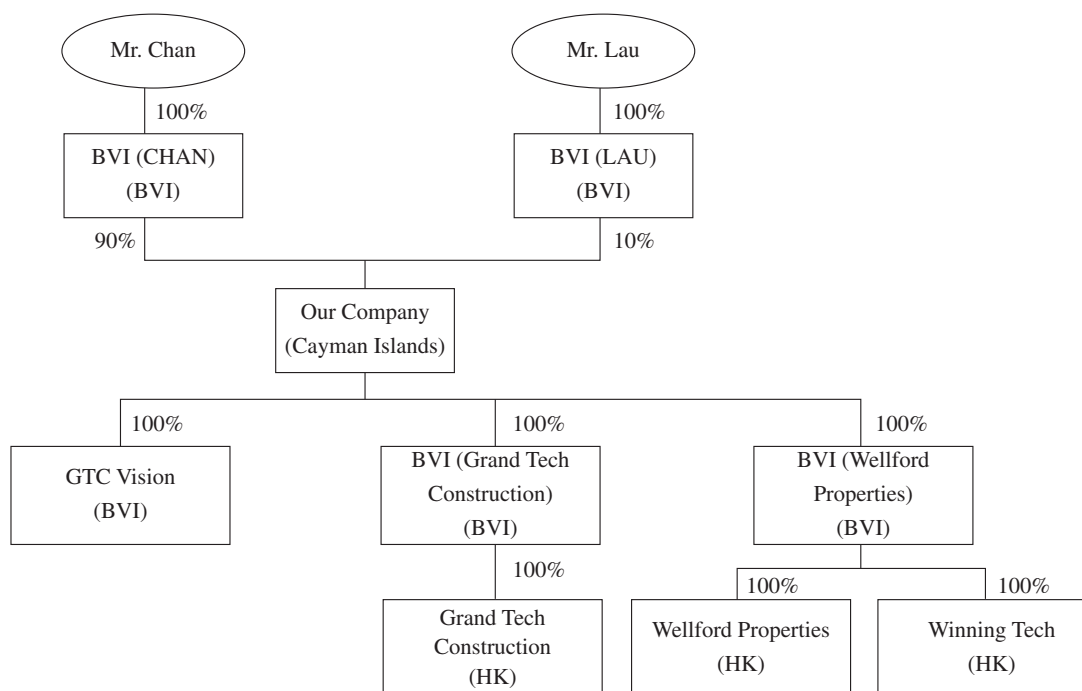 Mr. Chan
Mr. Lau
100%
100%
BVI (CHAN)
(BVI)
BVI (LAU)
(BVI)
90%
10%
Our Company
(Cayman Islands)
100%
100%
100%
GTC Vision
(BVI)
BVI (Grand Tech
Construction)
(BVI)
BVI (Wellford
Properties)
(BVI)
100%
100%
100%
Grand Tech
Construction
(HK)
Wellford Properties
(HK)
Winning Tech
(HK)